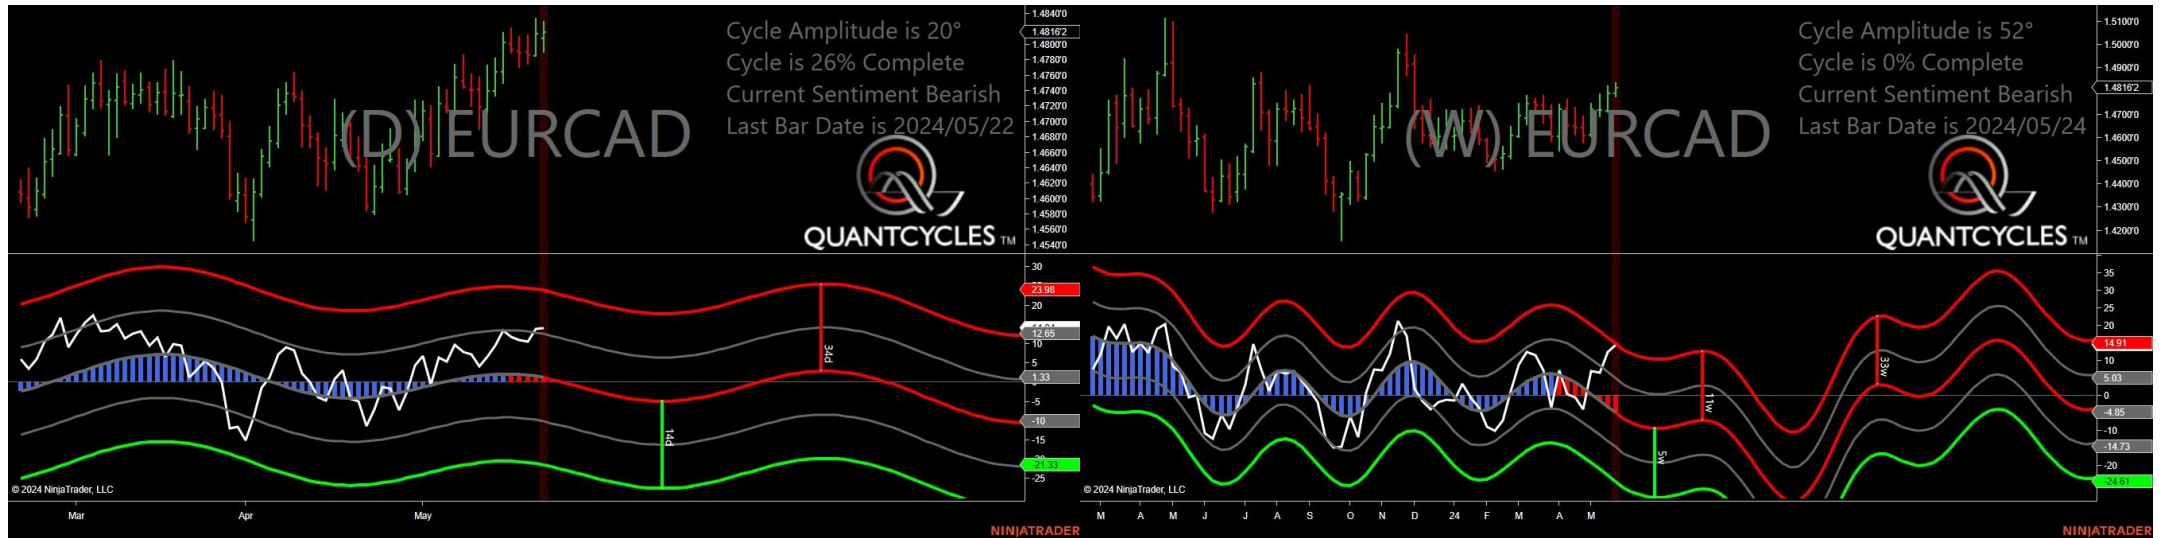 Cycle Amplitude is 20°
Cycle is 26% Complete
Current Sentiment Bearish
Last Bar Date is 2024/05/22
(D) EURCAD
QUANTCYCLES TM
1.4840'0
1.4816'2
1.4800'0
1.4780'0
1.4760'0
1.4740'0
1.4720'0
1.4700'0
1.4680'0
1.4660'0
1.4640'0
1.4620'0
1.4600'0
1.4580'0
1.4560'0
1.4540'0
30
23.98
20
12.65
10
5
1.33
-5
-10
-15
-21.33
-25
34d
14d
© 2024 NinjaTrader, LLC
Mar Apr May
NINJATRADER
Cycle Amplitude is 52°
Cycle is 0% Complete
Current Sentiment Bearish
Last Bar Date is 2024/05/24
(W) EURCAD
QUANTCYCLES TM
1.5100'0
1.5000'0
1.4900'0
1.4816'2
1.4700'0
1.4600'0
1.4500'0
1.4400'0
1.4300'0
1.4200'0
35
30
25
20
14.91
10
5.03
0
-4.85
-10
-14.73
-20
-24.61
11w
33w
5w
© 2024 NinjaTrader, LLC
M A M J J A S O N D 24 F M A M
NINJATRADER